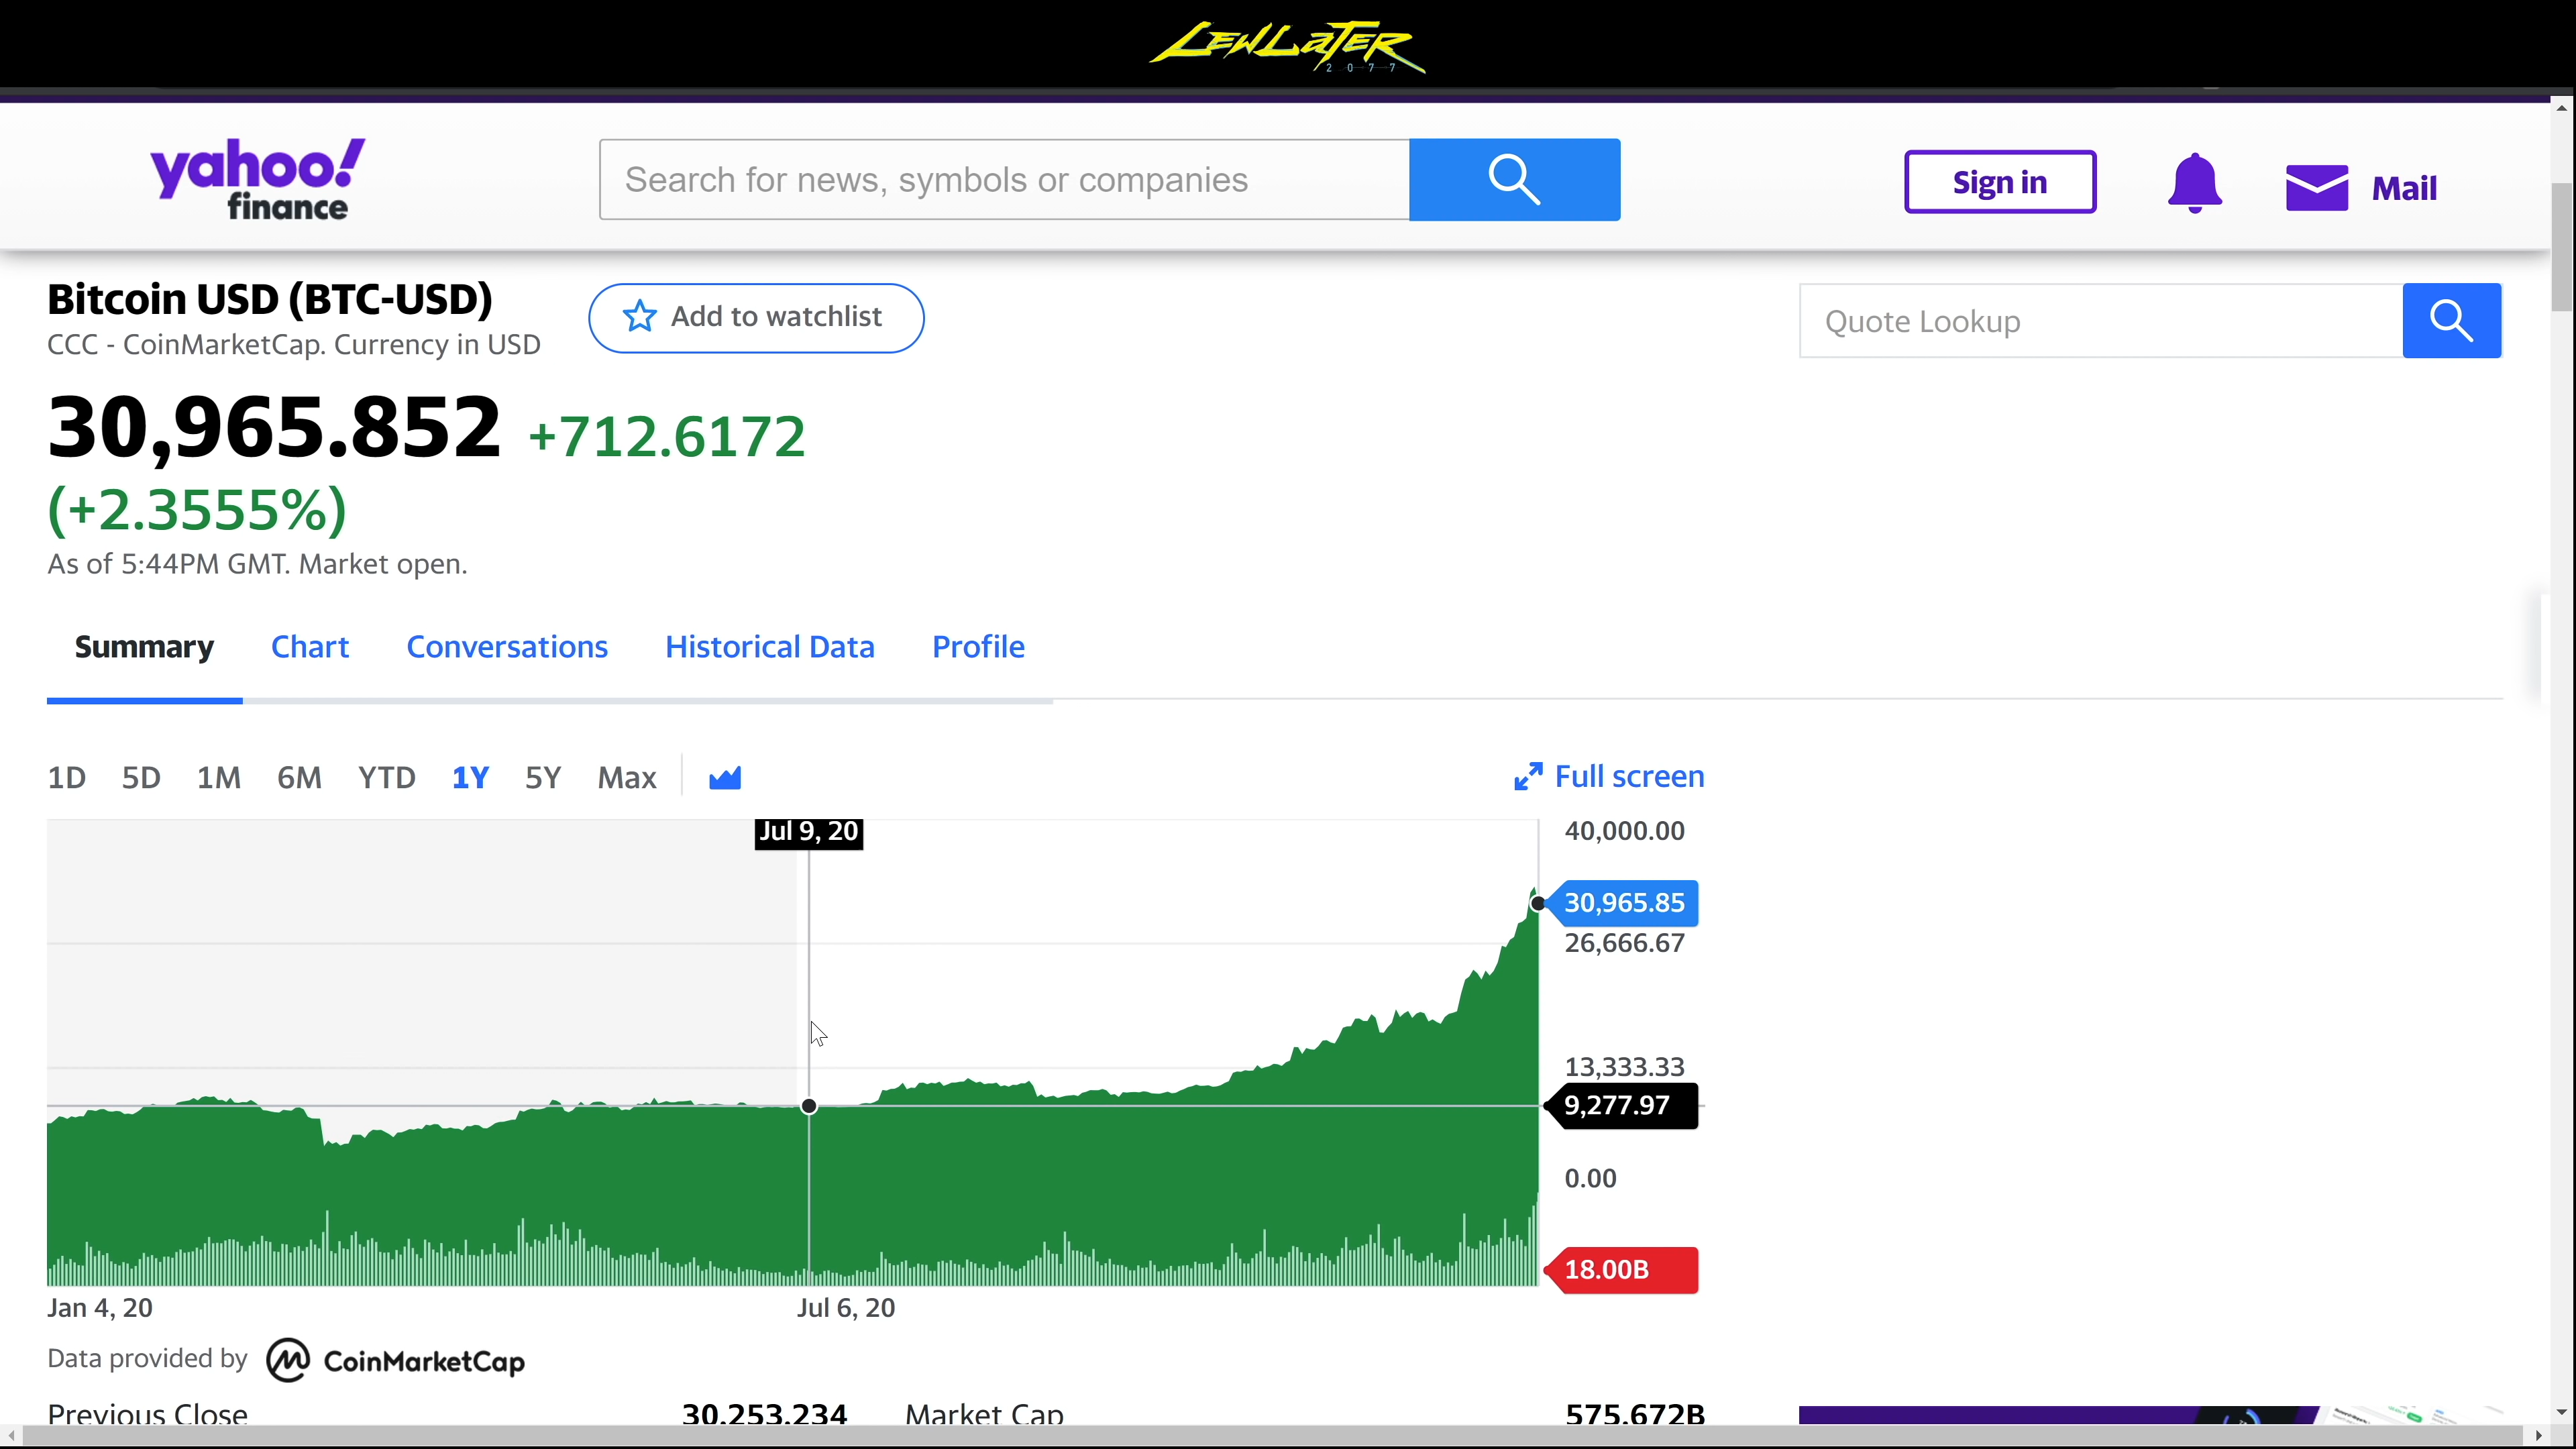 LEWLATER
2077
yahoo!
finance
Search for news, symbols or companies
Sign in
Mail
Bitcoin USD (BTC-USD)
CCC - CoinMarketCap. Currency in USD
Add to watchlist
Quote Lookup
30,965.852 +712.6172
(+2.3555%)
As of 5:44PM GMT. Market open.
Summary Chart Conversations Historical Data Profile
1D 5D 1M 6M YTD 1Y 5Y Max
Full screen
Jul 9, 20
40,000.00
30,965.85
26,666.67
13,333.33
9,277.97
0.00
18.00B
Jan 4, 20 Jul 6, 20
Data provided by CoinMarketCap
Previous Close 30,253.234 Market Cap 575.672B